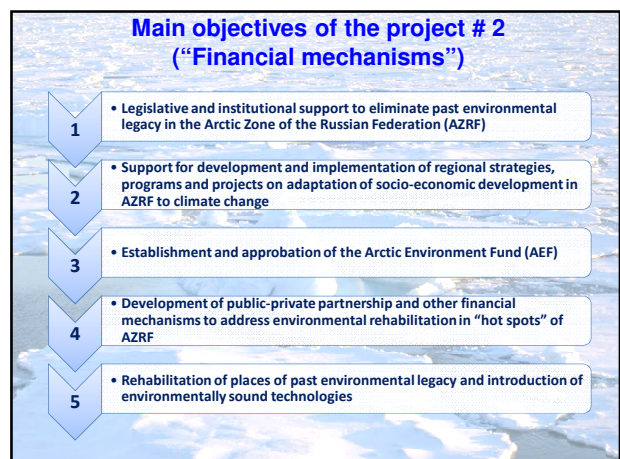 Main objectives of the project # 2
("Financial mechanisms")
1
• Legislative and institutional support to eliminate past environmental
legacy in the Arctic Zone of the Russian Federation (AZRF)
2
• Support for development and implementation of regional strategies,
programs and projects on adaptation of socio-economic development in
AZRF to climate change
3
• Establishment and approbation of the Arctic Environment Fund (AEF)
4
• Development of public-private partnership and other financial
mechanisms to address environmental rehabilitation in "hot spots" of
AZRF
5
• Rehabilitation of places of past environmental legacy and introduction of
environmentally sound technologies